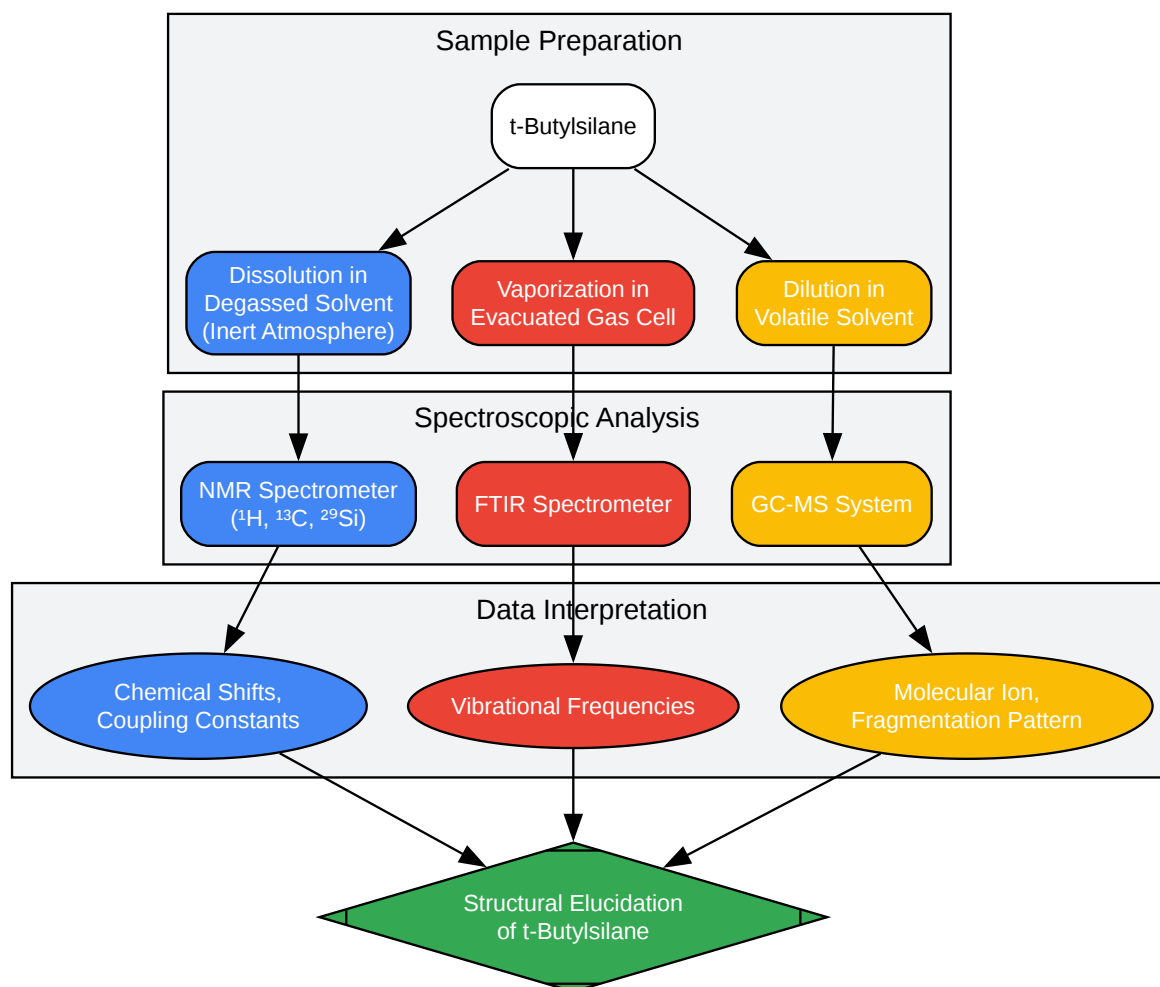 Sample Preparation
t-Butylsilane
Dissolution in
Degassed Solvent
(Inert Atmosphere)
Vaporization in
Evacuated Gas Cell
Dilution in
Volatile Solvent
Spectroscopic Analysis
NMR Spectrometer
(¹H, ¹³C, ²⁹Si)
FTIR Spectrometer
GC-MS System
Data Interpretation
Chemical Shifts,
Coupling Constants
Vibrational Frequencies
Molecular Ion,
Fragmentation Pattern
Structural Elucidation
of t-Butylsilane